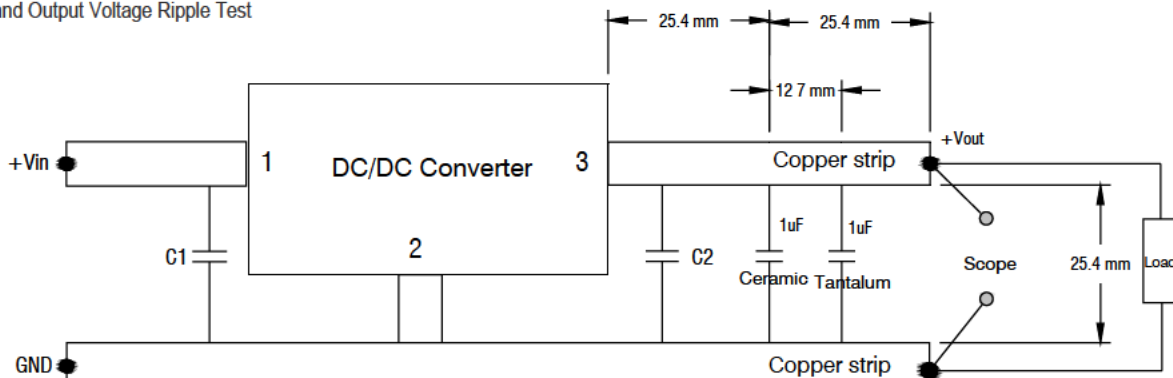 and Output Voltage Ripple Test
25.4 mm
25.4 mm
12 7 mm
+Vin
1
DC/DC Converter
3
Copper strip
+Vout
2
C1
C2
1uF
1uF
Ceramic
Tantalum
Scope
25.4 mm
Load
GND
Copper strip